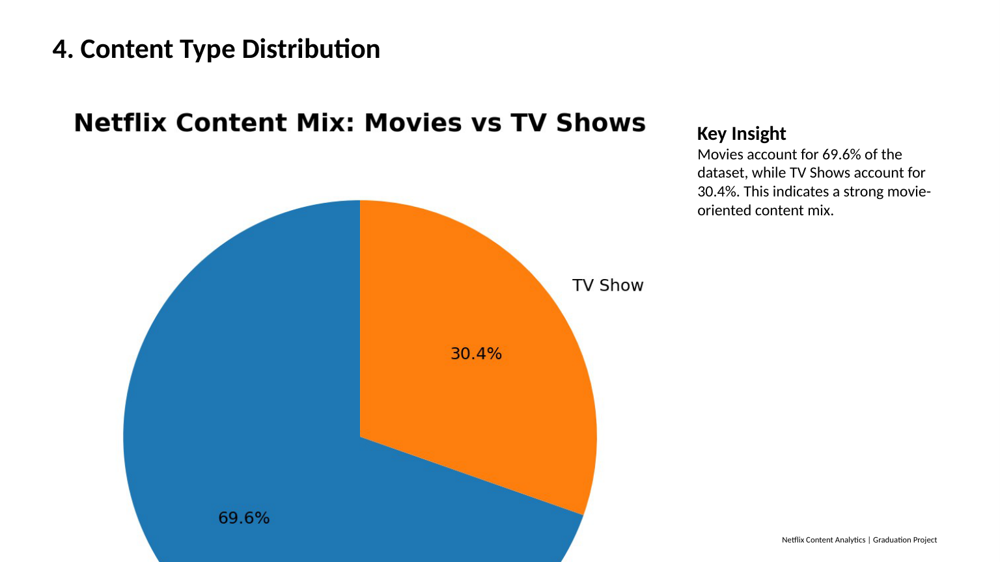 4. Content Type Distribution
Netflix Content Mix: Movies vs TV Shows
TV Show
30.4%
69.6%
Key Insight
Movies account for 69.6% of the
dataset, while TV Shows account for
30.4%. This indicates a strong movie-
oriented content mix.
Netflix Content Analytics | Graduation Project